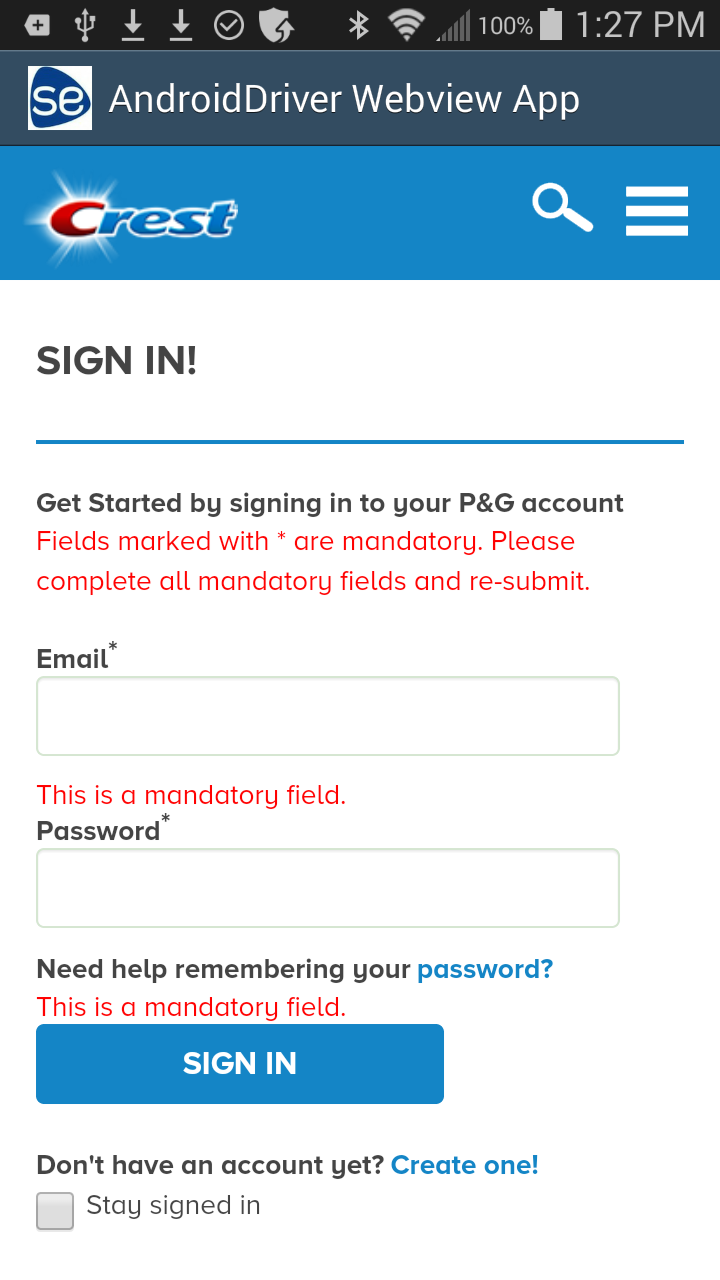 100% 1:27 PM
se AndroidDriver Webview App
Crest
SIGN IN!
Get Started by signing in to your P&G account
Fields marked with * are mandatory. Please
complete all mandatory fields and re-submit.
Email*
This is a mandatory field.
Password*
Need help remembering your password?
This is a mandatory field.
SIGN IN
Don't have an account yet? Create one!
Stay signed in